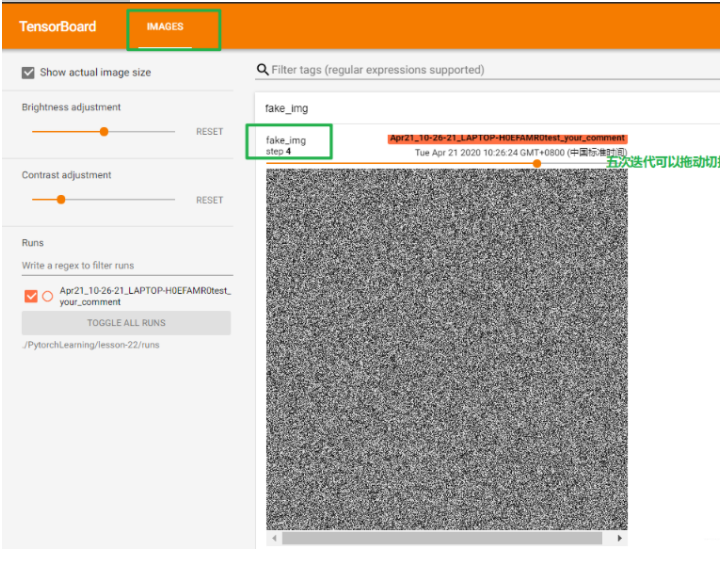 TensorBoard
IMAGES
Show actual image size
Filter tags (regular expressions supported)
Brightness adjustment
RESET
fake_img
fake_img
step 4
Apr21_10-26-21_LAPTOP-H0EFAMR0test_your_comment
Tue Apr 21 2020 10:26:24 GMT+0800 (中国标准时间)
五次迭代可以拖动切
Contrast adjustment
RESET
Runs
Write a regex to filter runs
Apr21_10-26-21_LAPTOP-H0EFAMR0test_
your_comment
TOGGLE ALL RUNS
./PytorchLearning/lesson-22/runs